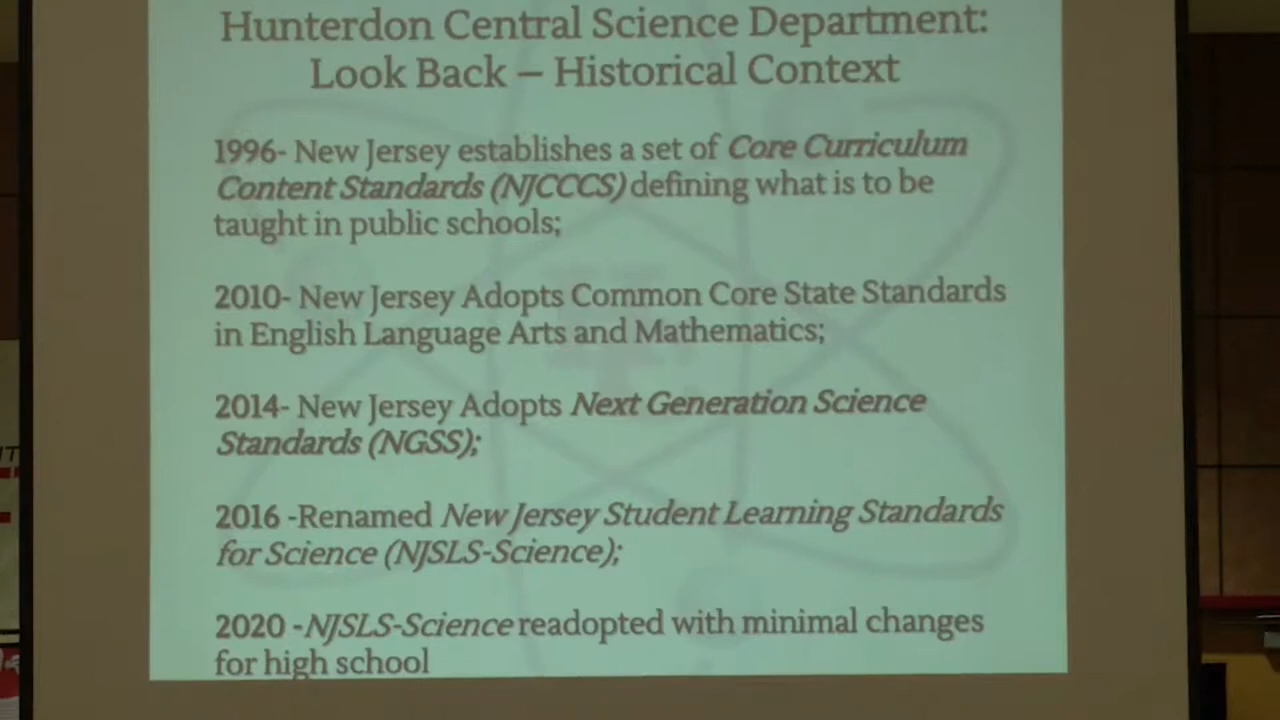 Hunterdon Central Science Department:
Look Back – Historical Context
1996- New Jersey establishes a set of Core Curriculum
Content Standards (NJCCCS) defining what is to be
taught in public schools;
2010- New Jersey Adopts Common Core State Standards
in English Language Arts and Mathematics;
2014- New Jersey Adopts Next Generation Science
Standards (NGSS);
2016 -Renamed New Jersey Student Learning Standards
for Science (NJSLS-Science);
2020 -NJSLS-Science readopted with minimal changes
for high school